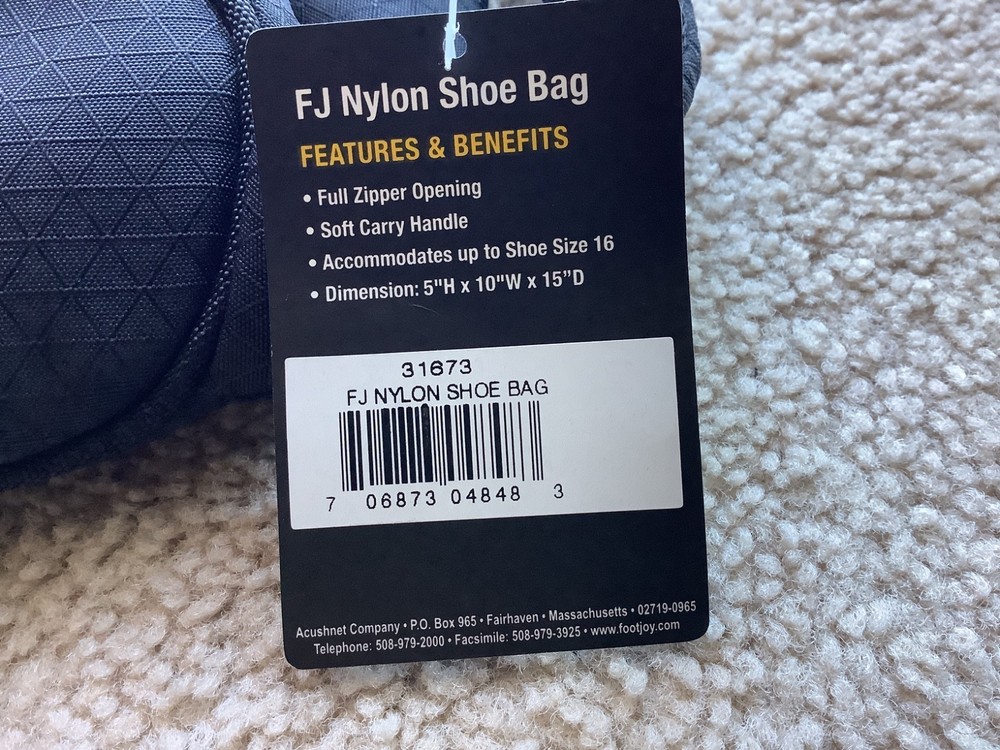 FJ Nylon Shoe Bag
FEATURES & BENEFITS
• Full Zipper Opening
• Soft Carry Handle
• Accommodates up to Shoe Size 16
• Dimension: 5"H x 10"W x 15”D
31673
FJ NYLON SHOE BAG
7 06873 04848 3
Acushnet Company • P.O. Box 965 • Fairhaven • Massachusetts • 02719-0965
Telephone: 508-979-2000 • Facsimile: 508-979-3925 • www.footjoy.com